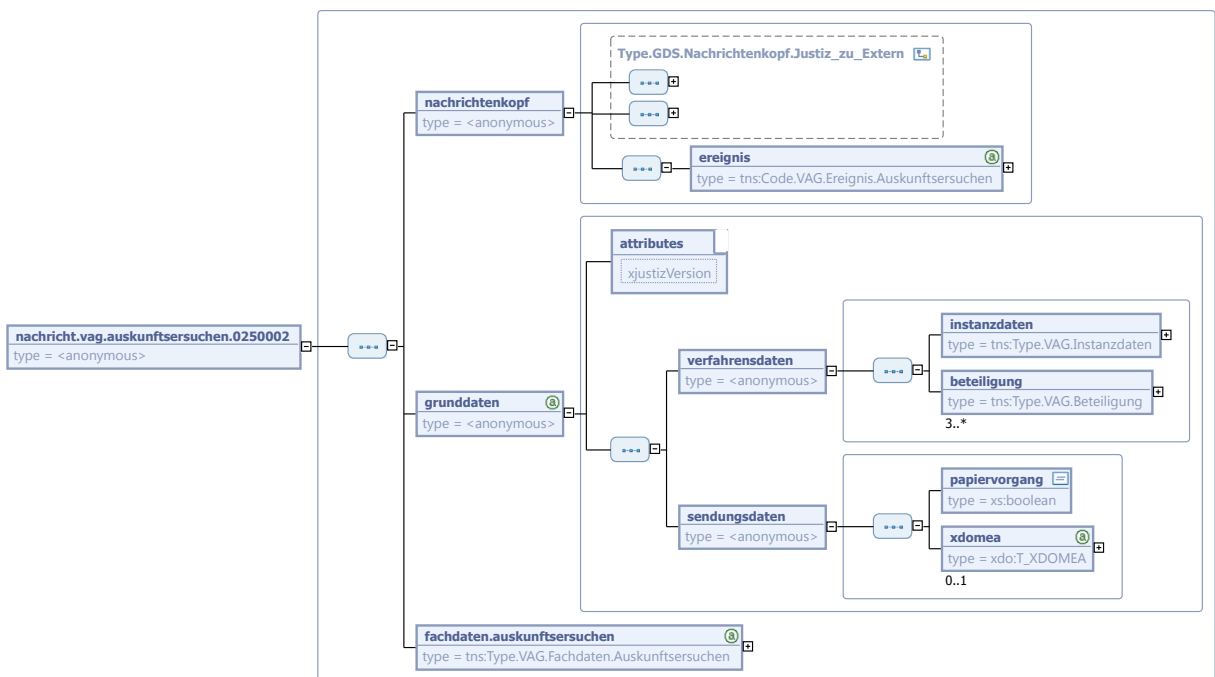 Type.GDS.Nachrichtenkopf.Justiz_zu_Extern
nachrichtenkopf
type = <anonymous>
ereignis
type = tns:Code.VAG.Ereignis.Auskunftsersuchen
attributes
xjustizVersion
nachricht.vag.auskunftsersuchen.0250002
type = <anonymous>
grunddaten
type = <anonymous>
verfahrensdaten
type = <anonymous>
instanzdaten
type = tns:Type.VAG.Instanzdaten
beteiligung
type = tns:Type.VAG.Beteiligung
3..*
sendungsdaten
type = <anonymous>
papiervorgang
type = xs:boolean
xdomea
type = xdo:T_XDOMEA
0..1
fachdaten.auskunftsersuchen
type = tns:Type.VAG.Fachdaten.Auskunftsersuchen